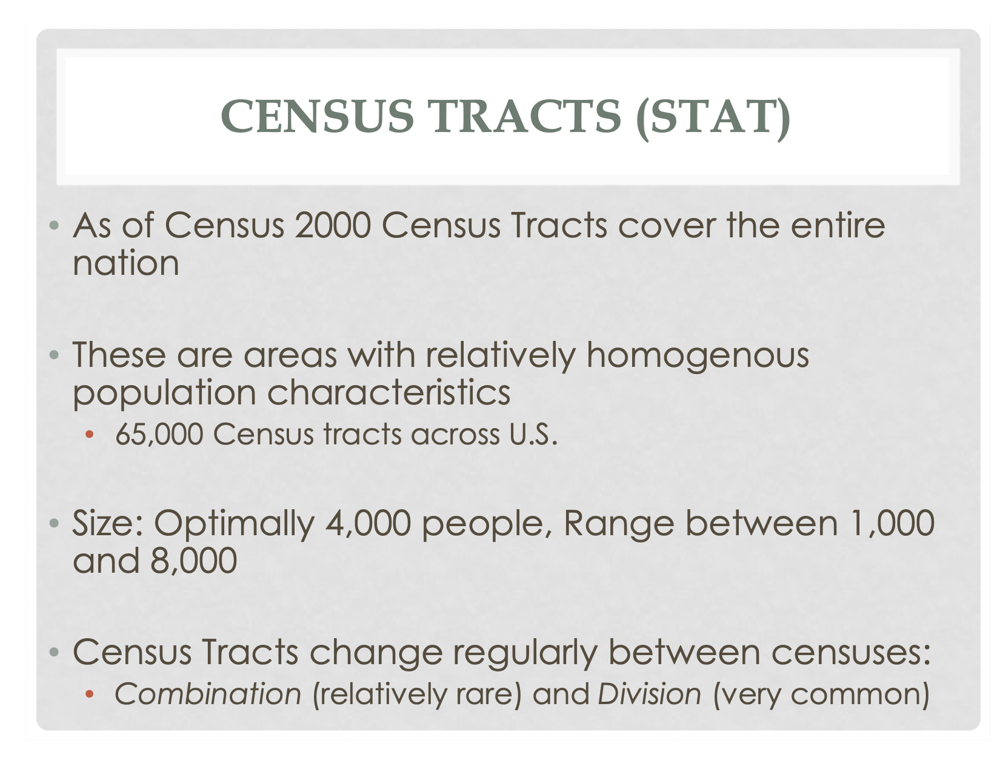 CENSUS TRACTS (STAT)
• As of Census 2000 Census Tracts cover the entire
nation
• These are areas with relatively homogenous
population characteristics
• 65,000 Census tracts across U.S.
• Size: Optimally 4,000 people, Range between 1,000
and 8,000
• Census Tracts change regularly between censuses:
• Combination (relatively rare) and Division (very common)